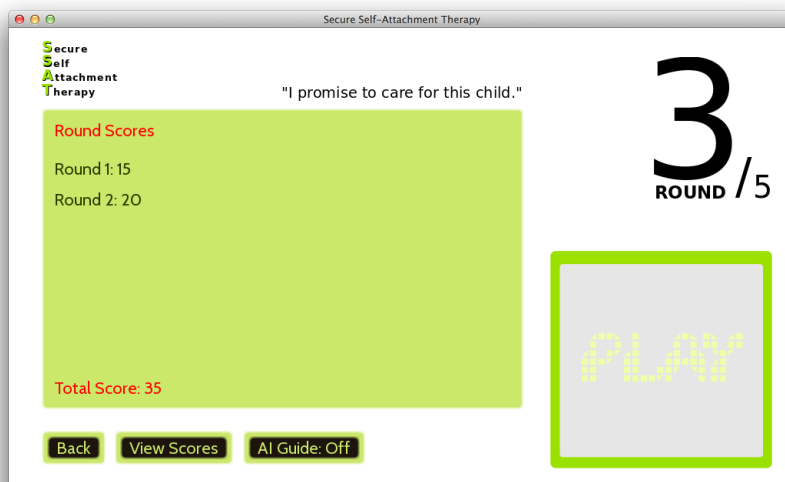 Secure Self-Attachment Therapy
Secure
Self
Attachment
Therapy
"I promise to care for this child."
3
ROUND /5
Round Scores
Round 1: 15
Round 2: 20
Total Score: 35
PLAY
Back
View Scores
AI Guide: Off